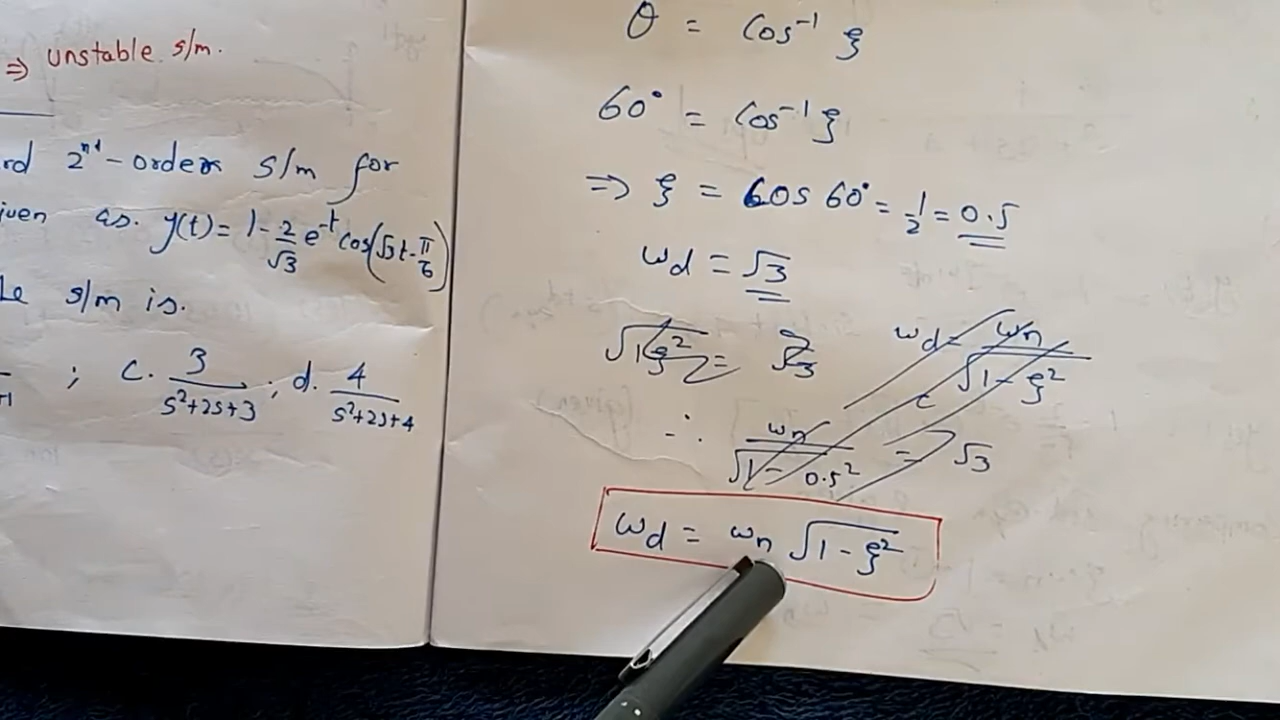 ⇒ unstable s/m.
rd 2nd-orders s/m for
iven as. y(t) = 1 - 2/√3 e^-t cos(√3t - π/6)
s/m is.
; c. 3/(s²+2s+3) ; d. 4/(s²+2s+4)
θ = Cos⁻¹ ξ
60° = Cos⁻¹ ξ
⇒ ξ = Cos 60° = 1/2 = 0.5
ωd = √3
ωd = ωn/√(1-ξ²)
∴ ωn/√(1-0.5²) = √3
ωd = ωn √(1-ξ²)